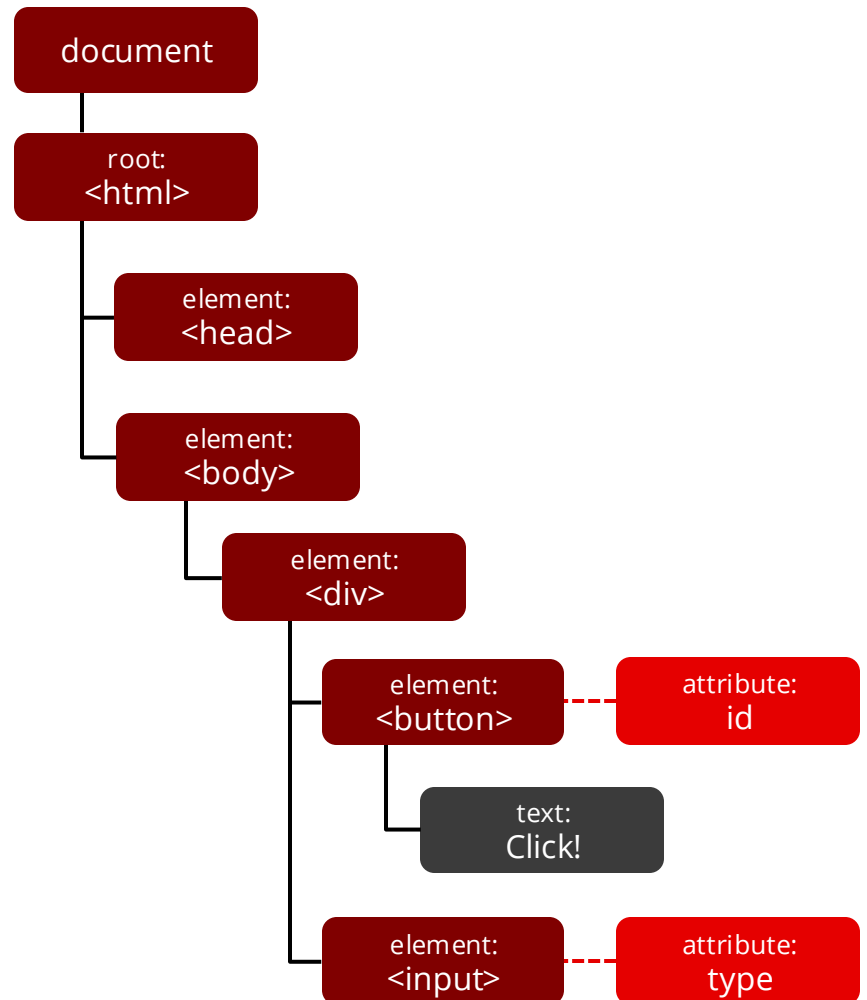 document
root:
<html>
element:
<head>
element:
<body>
element:
<div>
element:
<button>
attribute:
id
text:
Click!
element:
<input>
attribute:
type